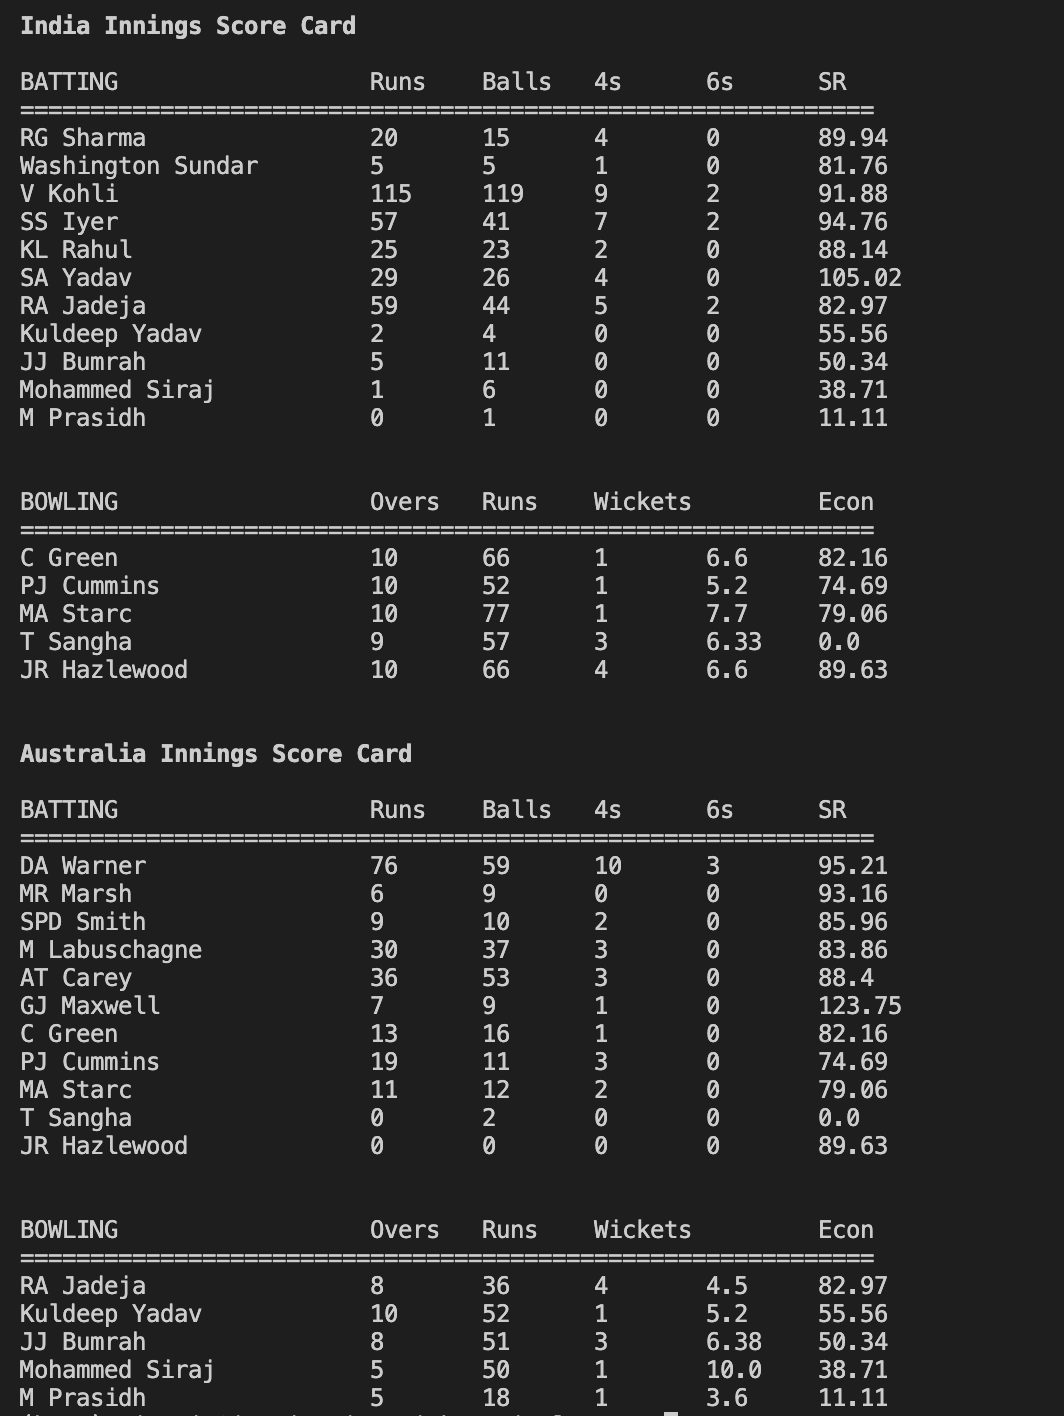 India Innings Score Card
BATTING Runs Balls 4s 6s SR
=============================================================
RG Sharma 20 15 4 0 89.94
Washington Sundar 5 5 1 0 81.76
V Kohli 115 119 9 2 91.88
SS Iyer 57 41 7 2 94.76
KL Rahul 25 23 2 0 88.14
SA Yadav 29 26 4 0 105.02
RA Jadeja 59 44 5 2 82.97
Kuldeep Yadav 2 4 0 0 55.56
JJ Bumrah 5 11 0 0 50.34
Mohammed Siraj 1 6 0 0 38.71
M Prasidh 0 1 0 0 11.11
BOWLING Overs Runs Wickets Econ
=============================================================
C Green 10 66 1 6.6 82.16
PJ Cummins 10 52 1 5.2 74.69
MA Starc 10 77 1 7.7 79.06
T Sangha 9 57 3 6.33 0.0
JR Hazlewood 10 66 4 6.6 89.63
Australia Innings Score Card
BATTING Runs Balls 4s 6s SR
=============================================================
DA Warner 76 59 10 3 95.21
MR Marsh 6 9 0 0 93.16
SPD Smith 9 10 2 0 85.96
M Labuschagne 30 37 3 0 83.86
AT Carey 36 53 3 0 88.4
GJ Maxwell 7 9 1 0 123.75
C Green 13 16 1 0 82.16
PJ Cummins 19 11 3 0 74.69
MA Starc 11 12 2 0 79.06
T Sangha 0 2 0 0 0.0
JR Hazlewood 0 0 0 0 89.63
BOWLING Overs Runs Wickets Econ
=============================================================
RA Jadeja 8 36 4 4.5 82.97
Kuldeep Yadav 10 52 1 5.2 55.56
JJ Bumrah 8 51 3 6.38 50.34
Mohammed Siraj 5 50 1 10.0 38.71
M Prasidh 5 18 1 3.6 11.11